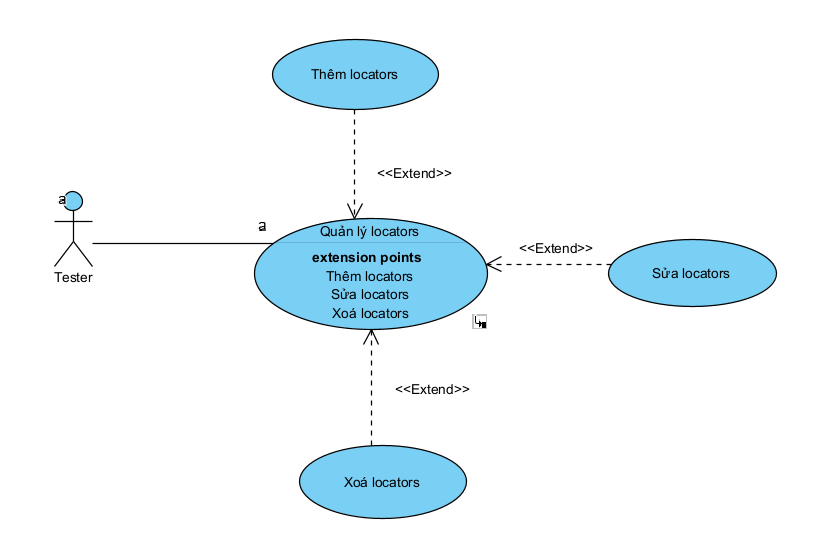 Thêm locators
<<Extend>>
a
a
Quản lý locators
extension points
Thêm locators
Sửa locators
Xoá locators
<<Extend>>
Sửa locators
Tester
<<Extend>>
Xoá locators